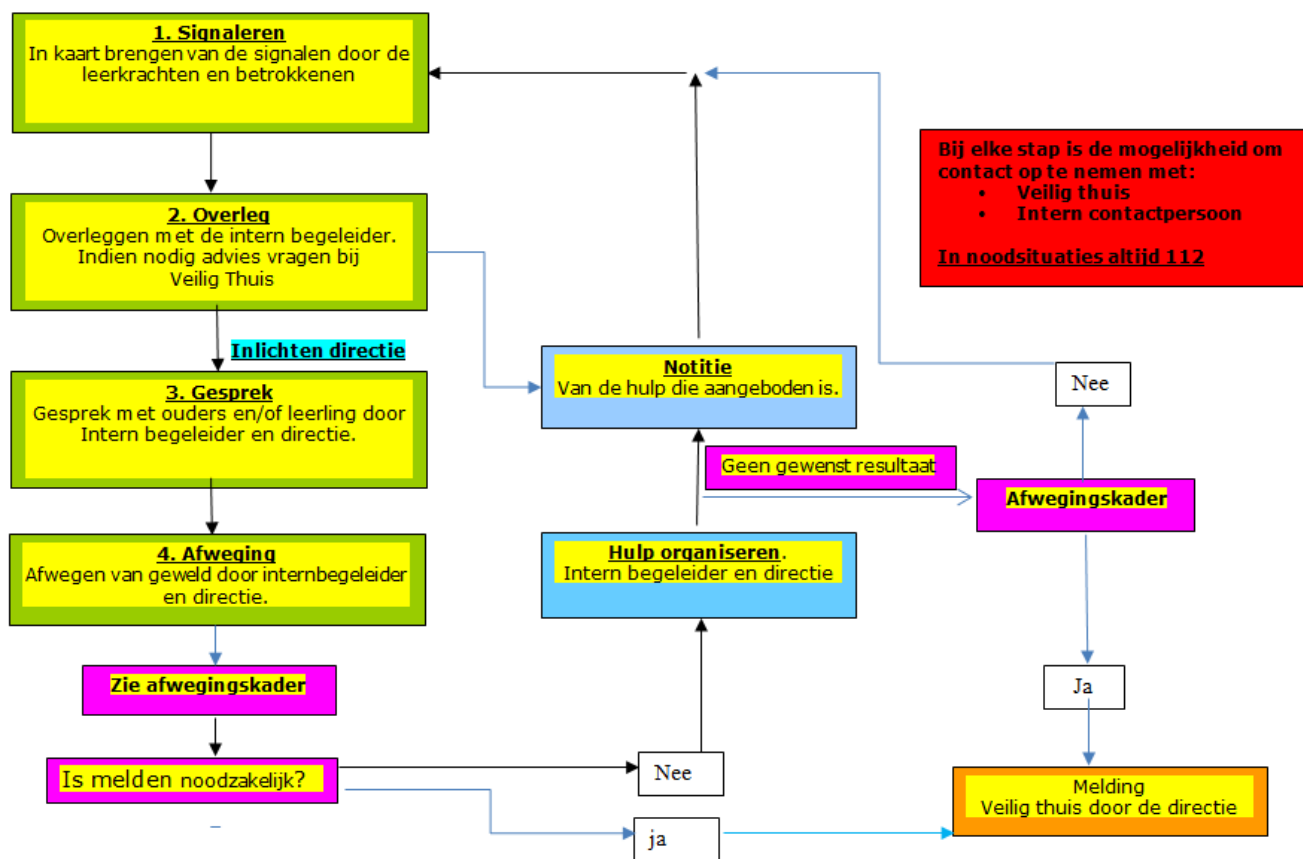 1. Signaleren
In kaart brengen van de signalen door de
leerkrachten en betrokkenen
Bij elke stap is de mogelijkheid om
contact op te nemen met:
• Veilig thuis
• Intern contactpersoon
In noodsituaties altijd 112
2. Overleg
Overleggen met de intern begeleider.
Indien nodig advies vragen bij
Veilig Thuis
Inlichten directie
3. Gesprek
Gesprek met ouders en/of leerling door
Intern begeleider en directie.
Notitie
Van de hulp die aangeboden is.
Nee
Geen gewenst resultaat
Afwegingskader
4. Afweging
Afwegen van geweld door internbegeleider
en directie.
Hulp organiseren.
Intern begeleider en directie
Zie afwegingskader
Ja
Is melden noodzakelijk?
Nee
Melding
Veilig thuis door de directie
ja